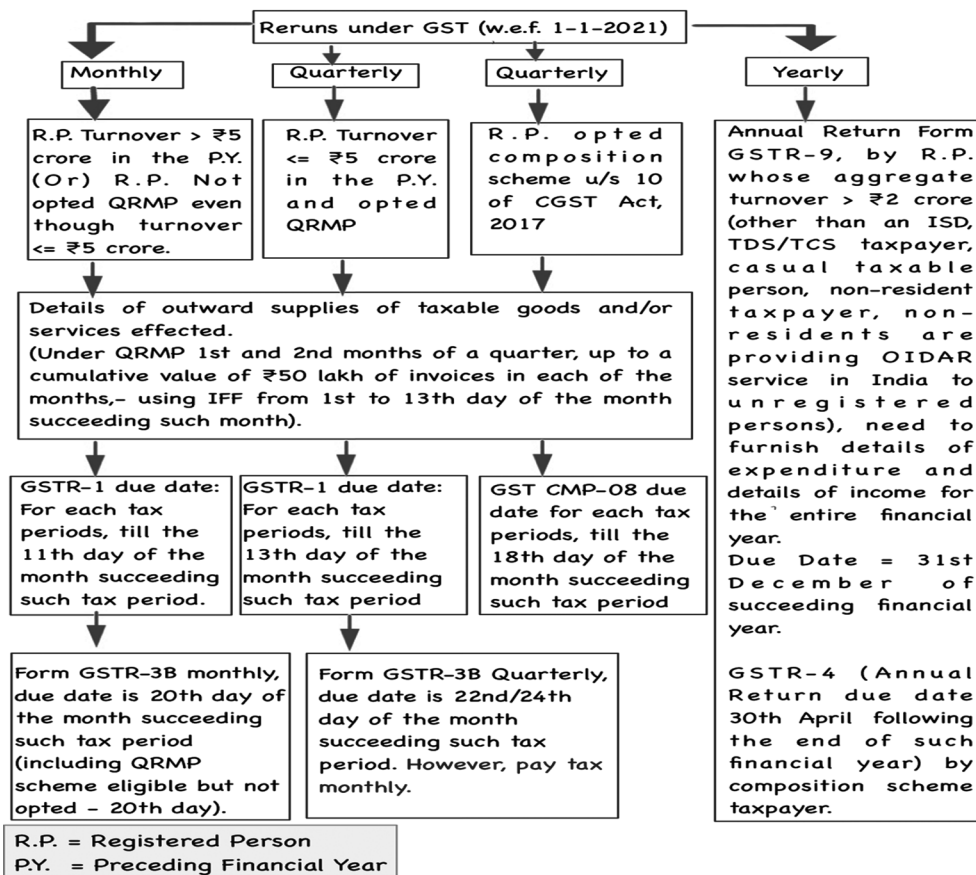 Reruns under GST (w.e.f. 1-1-2021)
Monthly
Quarterly
Quarterly
Yearly
R.P. Turnover > ₹5
crore in the P.Y.
(Or) R.P. Not
opted QRMP even
though turnover
<= ₹5 crore.
R.P. Turnover
<= ₹5 crore
in the P.Y.
and opted
QRMP
R.P. opted
composition
scheme u/s 10
of CGST Act,
2017
Annual Return Form
GSTR-9, by R.P.
whose aggregate
turnover > ₹2 crore
(other than an ISD,
TDS/TCS taxpayer,
casual taxable
person, non-resident
taxpayer, non-
residents are
providing OIDAR
service in India to
unregistered
persons), need to
furnish details of
expenditure and
details of income for
the entire financial
year.
Due Date = 31st
December of
succeeding financial
year.
GSTR-4 (Annual
Return due date
30th April following
the end of such
financial year) by
composition scheme
taxpayer.
Details of outward supplies of taxable goods and/or
services effected.
(Under QRMP 1st and 2nd months of a quarter, up to a
cumulative value of ₹50 lakh of invoices in each of the
months,- using IFF from 1st to 13th day of the month
succeeding such month).
GSTR-1 due date:
For each tax
periods, till the
11th day of the
month succeeding
such tax period.
GSTR-1 due date:
For each tax
periods, till the
13th day of the
month succeeding
such tax period
GST CMP-08 due
date for each tax
periods, till the
18th day of the
month succeeding
such tax period
Form GSTR-3B monthly,
due date is 20th day of
the month succeeding
such tax period
(including QRMP
scheme eligible but not
opted - 20th day).
Form GSTR-3B Quarterly,
due date is 22nd/24th
day of the month
succeeding such tax
period. However, pay tax
monthly.
R.P. = Registered Person
P.Y. = Preceding Financial Year